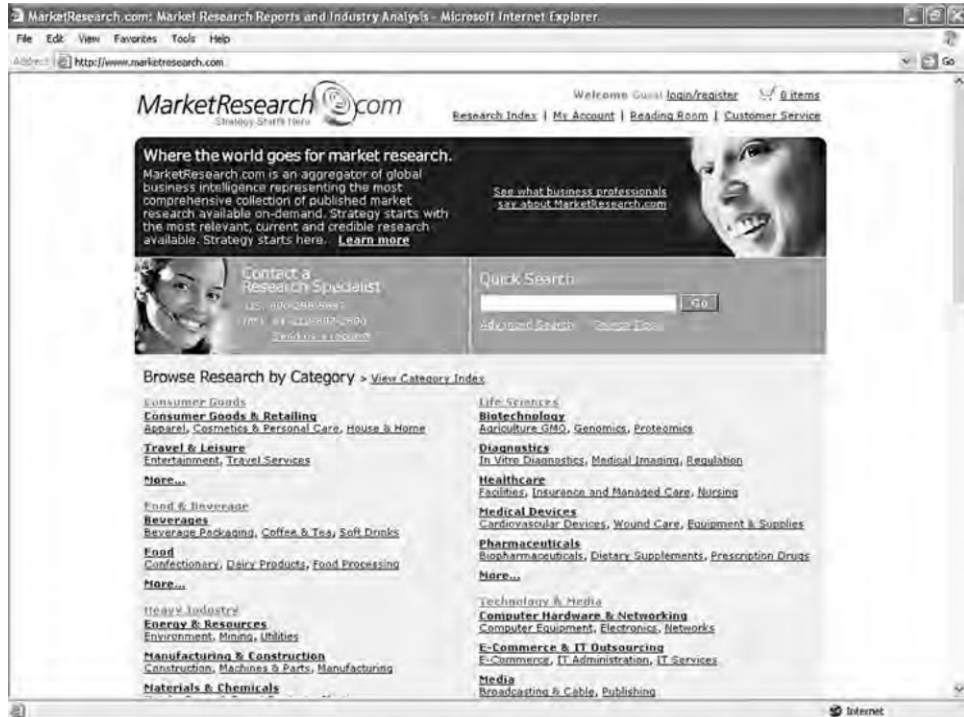 MarketResearch.com: Market Research Reports and Industry Analysis - Microsoft Internet Explorer
File Edit View Favorites Tools Help
Address http://www.marketresearch.com Go
MarketResearch.com
Strategy Starts Here
Welcome Guest login/register 0 items
Research Index | My Account | Reading Room | Customer Service
Where the world goes for market research.
MarketResearch.com is an aggregator of global
business intelligence representing the most
comprehensive collection of published market
research available on-demand. Strategy starts with
the most relevant, current and credible research
available. Strategy starts here. Learn more
See what business professionals
say about MarketResearch.com
Contact a
Research Specialist
Send us a request
Quick Search
Go
Advanced Search Search Tips
Browse Research by Category > View Category Index
Consumer Goods
Consumer Goods & Retailing
Apparel, Cosmetics & Personal Care, House & Home
Travel & Leisure
Entertainment, Travel Services
More...
Food & Beverage
Beverages
Beverage Packaging, Coffee & Tea, Soft Drinks
Food
Confectionary, Dairy Products, Food Processing
More...
Heavy Industry
Energy & Resources
Environment, Mining, Utilities
Manufacturing & Construction
Construction, Machines & Parts, Manufacturing
Materials & Chemicals
Life Sciences
Biotechnology
Agriculture GMO, Genomics, Proteomics
Diagnostics
In Vitro Diagnostics, Medical Imaging, Regulation
Healthcare
Facilities, Insurance and Managed Care, Nursing
Medical Devices
Cardiovascular Devices, Wound Care, Equipment & Supplies
Pharmaceuticals
Biopharmaceuticals, Dietary Supplements, Prescription Drugs
More...
Technology & Media
Computer Hardware & Networking
Computer Equipment, Electronics, Networks
E-Commerce & IT Outsourcing
E-Commerce, IT Administration, IT Services
Media
Broadcasting & Cable, Publishing
Internet